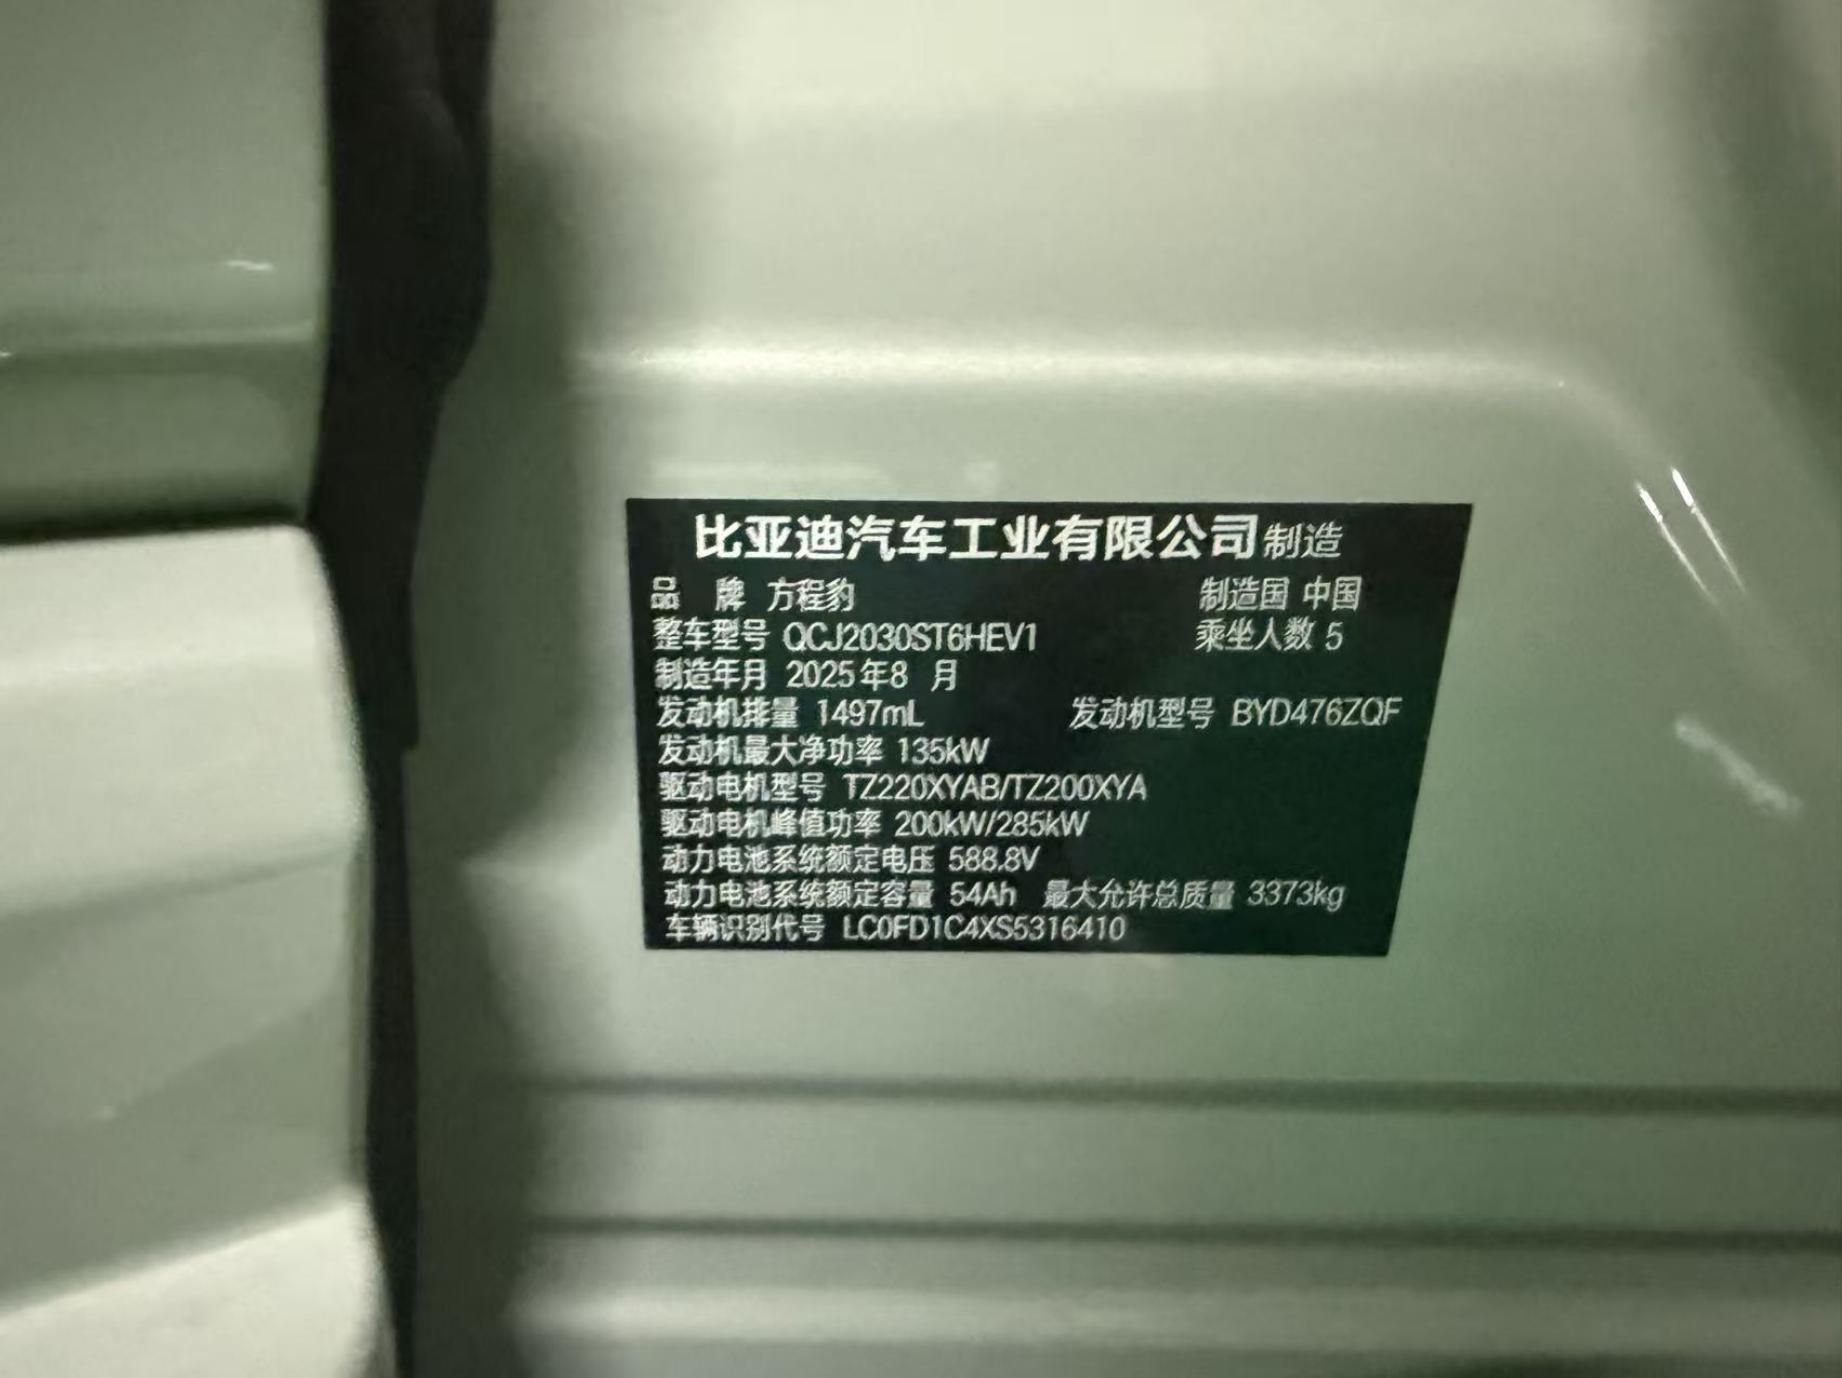 比亚迪汽车工业有限公司制造
品 牌 方程豹 制造国 中国
整车型号 QCJ2030ST6HEV1 乘坐人数 5
制造年月 2025年8 月
发动机排量 1497mL 发动机型号 BYD476ZQF
发动机最大净功率 135kW
驱动电机型号 TZ220XYAB/TZ200XYA
驱动电机峰值功率 200kW/285kW
动力电池系统额定电压 588.8V
动力电池系统额定容量 54Ah 最大允许总质量 3373kg
车辆识别代号 LC0FD1C4XS5316410